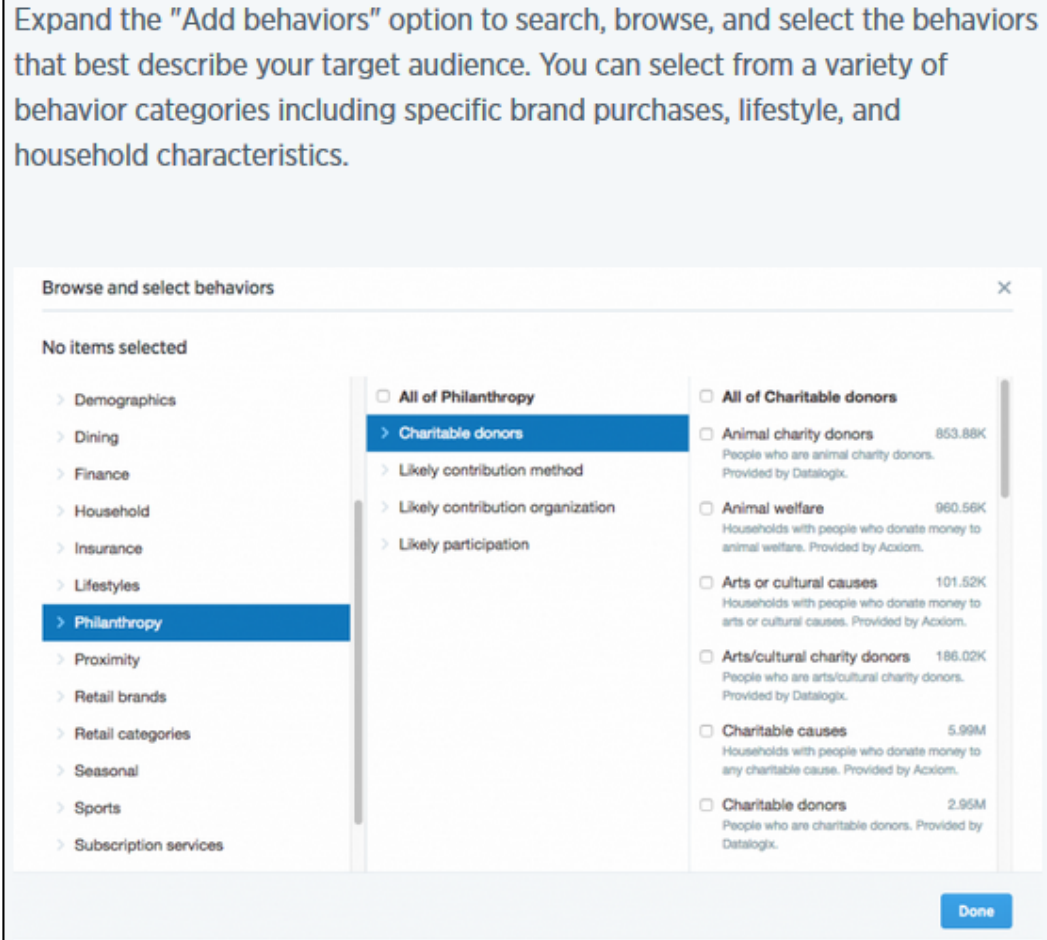 Expand the "Add behaviors" option to search, browse, and select the behaviors
that best describe your target audience. You can select from a variety of
behavior categories including specific brand purchases, lifestyle, and
household characteristics.
Browse and select behaviors
No items selected
Demographics
Dining
Finance
Household
Insurance
Lifestyles
Philanthropy
Proximity
Retail brands
Retail categories
Seasonal
Sports
Subscription services
All of Philanthropy
Charitable donors
Likely contribution method
Likely contribution organization
Likely participation
All of Charitable donors
Animal charity donors 853.88K
People who are animal charity donors.
Provided by Datalogix.
Animal welfare 960.56K
Households with people who donate money to
animal welfare. Provided by Acxiom.
Arts or cultural causes 101.52K
Households with people who donate money to
arts or cultural causes. Provided by Acxiom.
Arts/cultural charity donors 186.02K
People who are arts/cultural charity donors.
Provided by Datalogix.
Charitable causes 5.99M
Households with people who donate money to
any charitable cause. Provided by Acxiom.
Charitable donors 2.95M
People who are charitable donors. Provided by
Datalogix.
Done